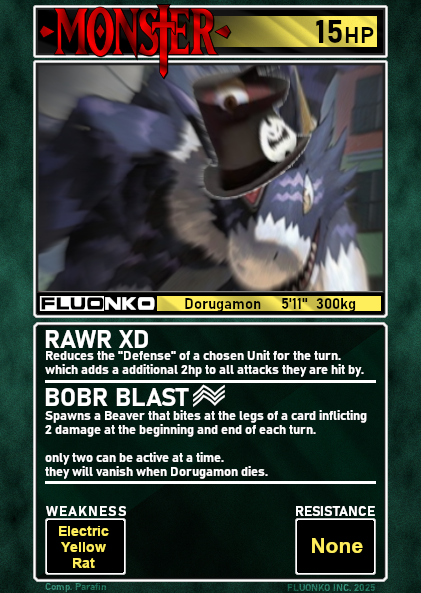 MONSTER
15HP
FLUONKO
Dorugamon 5'11" 300kg
RAWR XD
Reduces the "Defense" of a chosen Unit for the turn.
which adds a additional 2hp to all attacks they are hit by.
BOBR BLAST
Spawns a Beaver that bites at the legs of a card inflicting
2 damage at the beginning and end of each turn.
only two can be active at a time.
they will vanish when Dorugamon dies.
WEAKNESS
RESISTANCE
Electric
Yellow
Rat
None
Comp. Parafin
FLUONKO INC. 2025